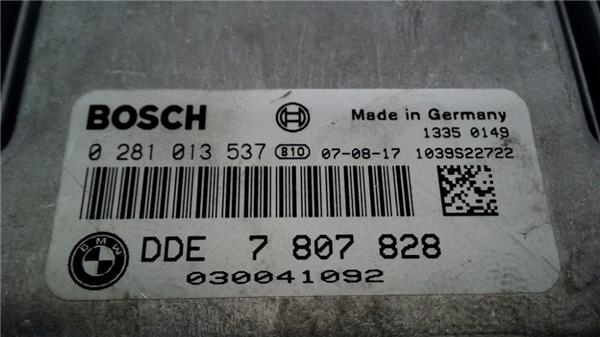 BOSCH Made in Germany
1335 0149
0 281 013 537 810 07-08-17 1039S22722
BMW DDE 7 807 828
030041092